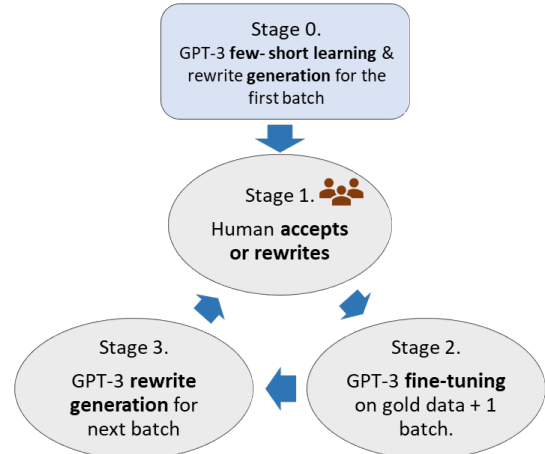 Stage 0.
GPT-3 few- short learning &
rewrite generation for the
first batch
Stage 1.
Human accepts
or rewrites
Stage 3.
GPT-3 rewrite
generation for
next batch
Stage 2.
GPT-3 fine-tuning
on gold data + 1
batch.